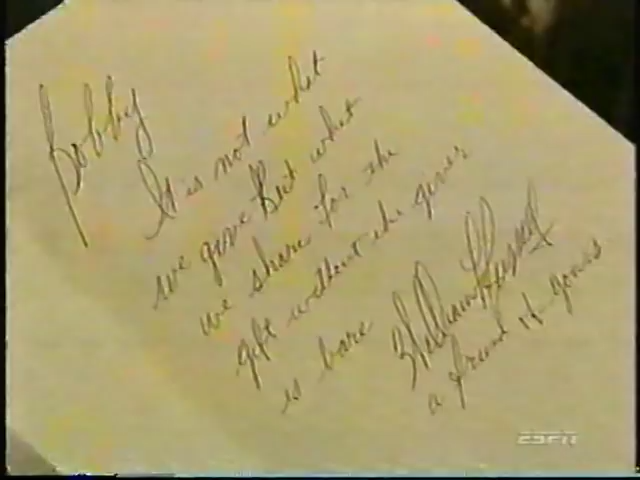 Bobby
It is not what
we give but what
we share for the
gift without the giver
is bare
William Russell
a friend of yours
ESPN